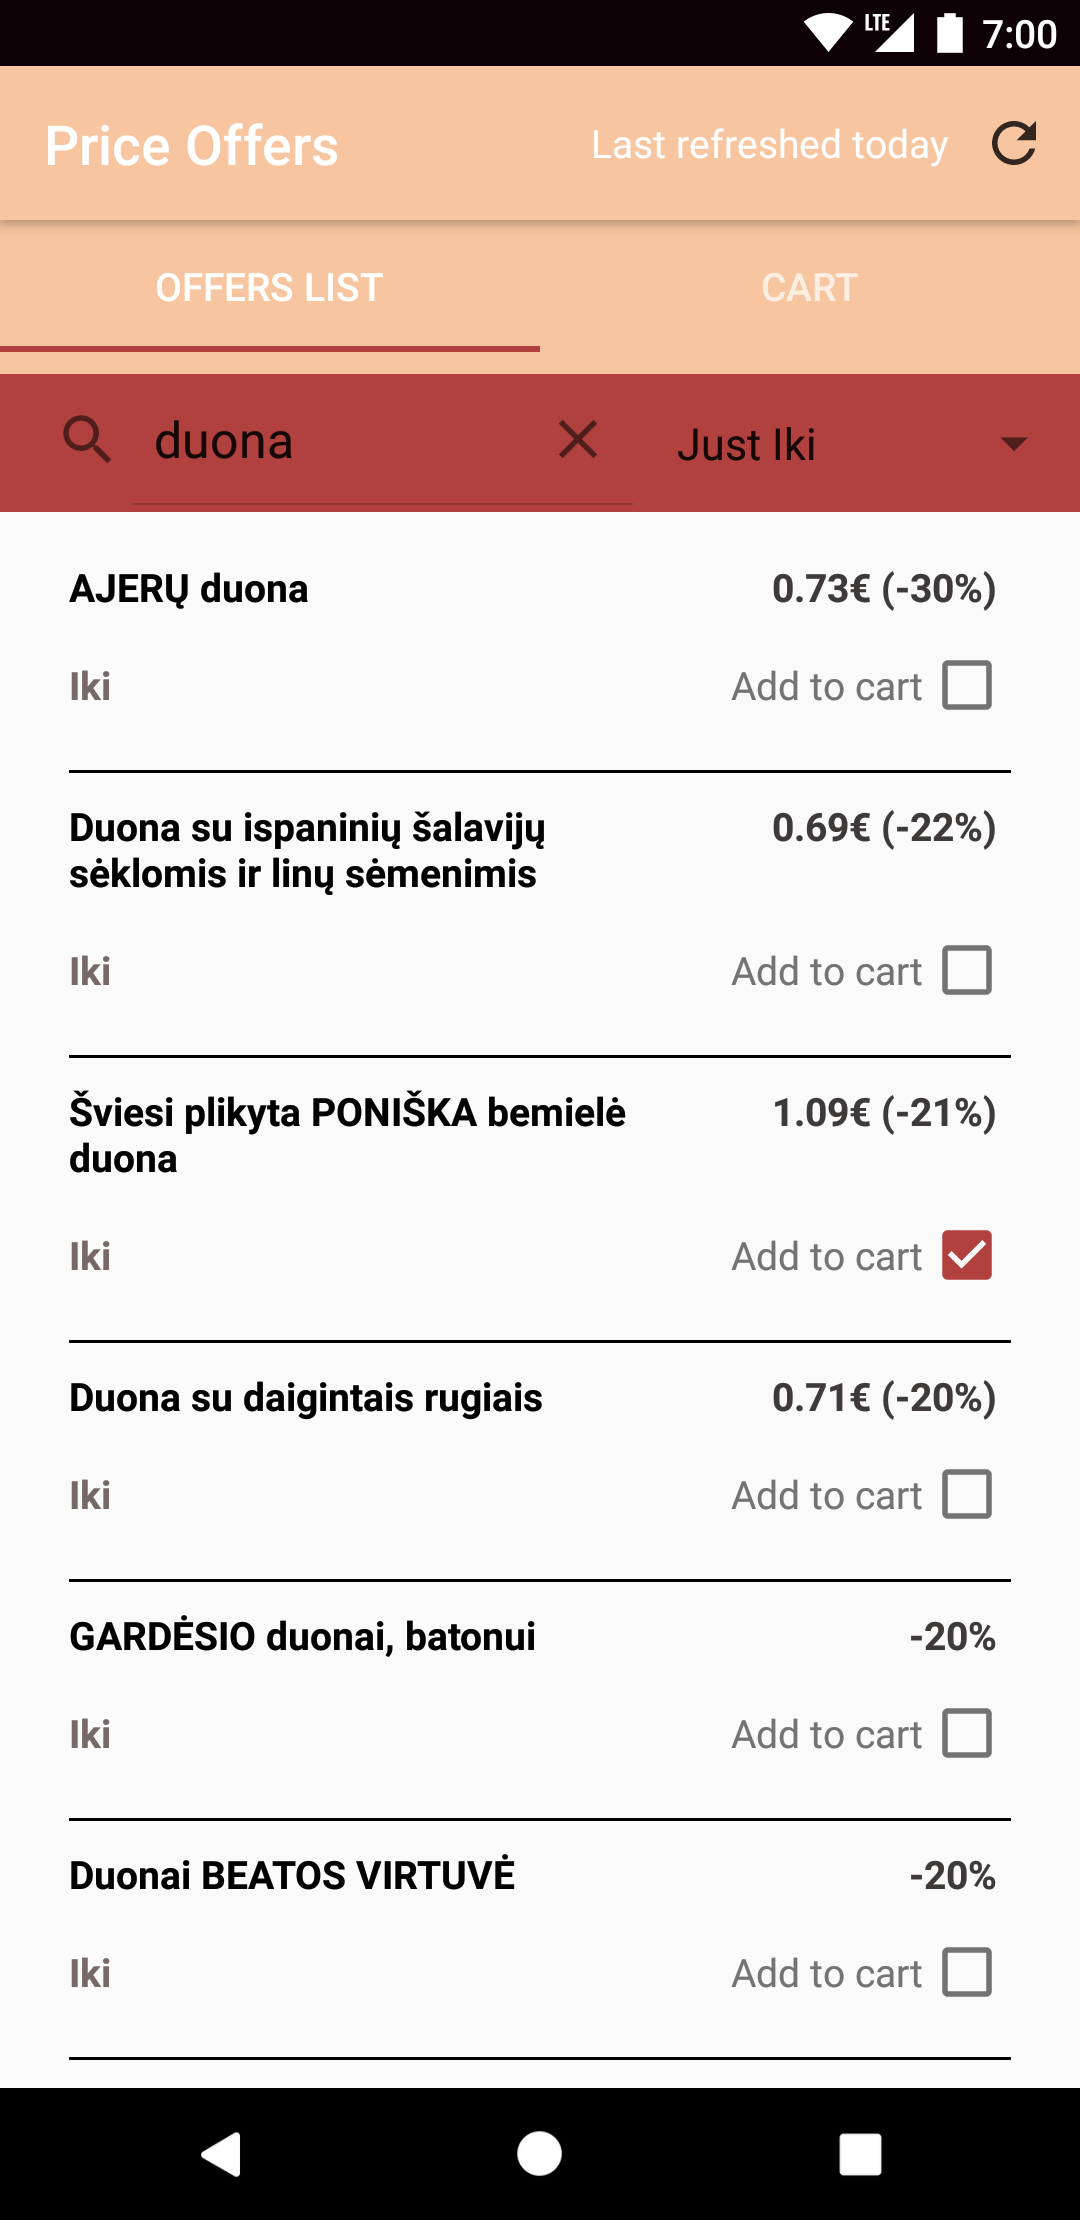 LTE 7:00
Price Offers Last refreshed today
OFFERS LIST CART
duona Just Iki
AJERŲ duona 0.73€ (-30%)
Iki Add to cart
Duona su ispaninių šalavijų 0.69€ (-22%)
sėklomis ir linų sėmenimis
Iki Add to cart
Šviesi plikyta PONIŠKA bemielė 1.09€ (-21%)
duona
Iki Add to cart
Duona su daigintais rugiais 0.71€ (-20%)
Iki Add to cart
GARDĖSIO duonai, batonui -20%
Iki Add to cart
Duonai BEATOS VIRTUVĖ -20%
Iki Add to cart